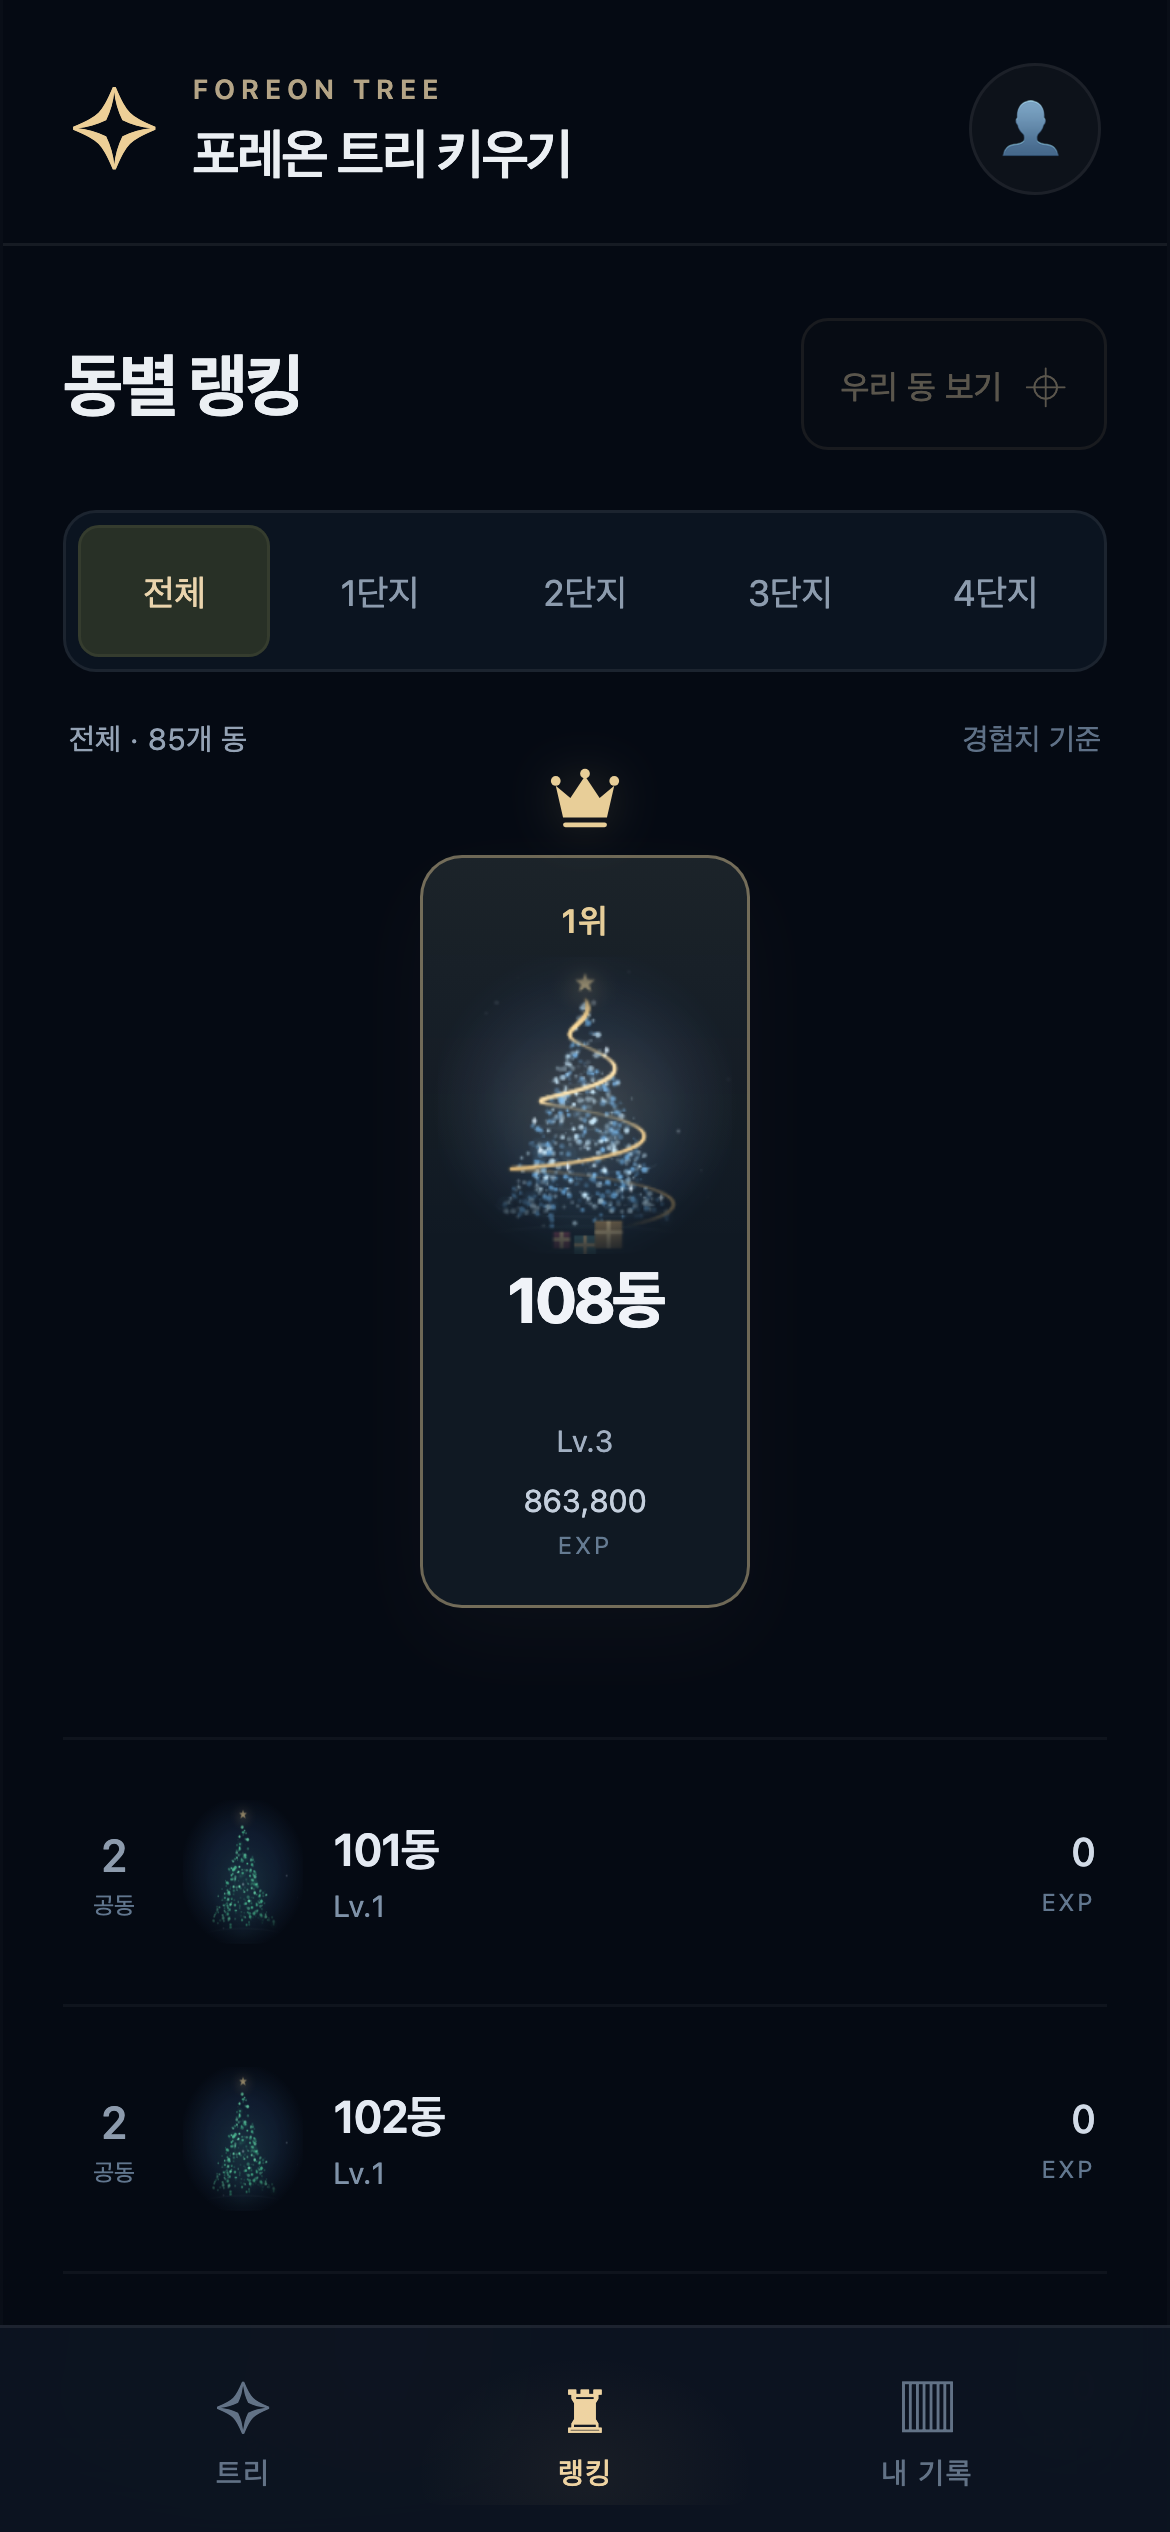 FOREON TREE
포레온 트리 키우기
동별 랭킹
우리 동 보기
전체 1단지 2단지 3단지 4단지
전체 · 85개 동
경험치 기준
1위
108동
Lv.3
863,800
EXP
2
공동
101동
Lv.1
0
EXP
2
공동
102동
Lv.1
0
EXP
트리 랭킹 내 기록